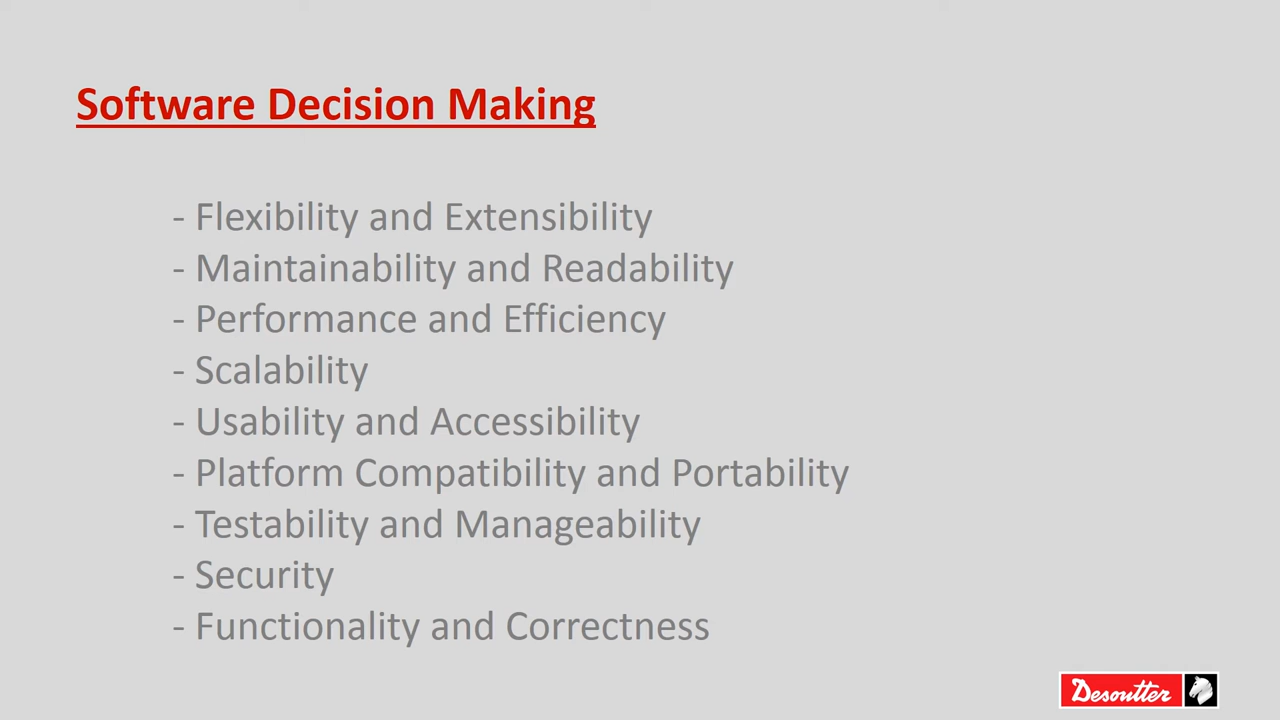 Software Decision Making
- Flexibility and Extensibility
- Maintainability and Readability
- Performance and Efficiency
- Scalability
- Usability and Accessibility
- Platform Compatibility and Portability
- Testability and Manageability
- Security
- Functionality and Correctness
Desoutter